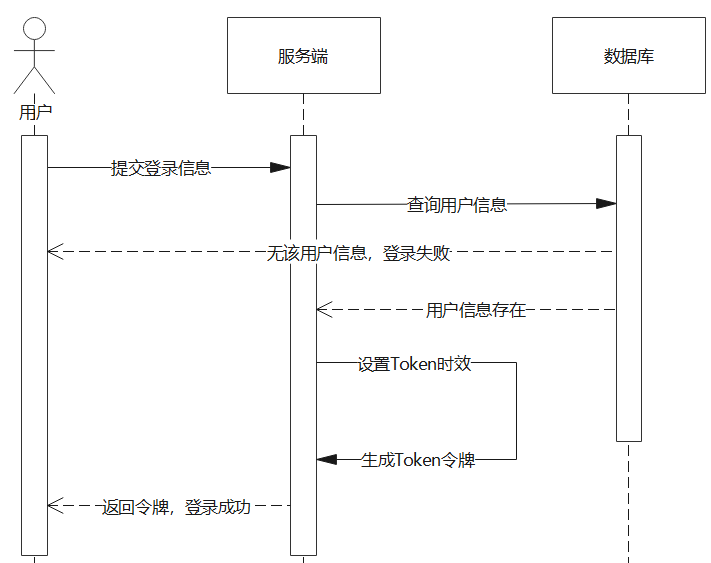 用户
服务端
数据库
提交登录信息
查询用户信息
无该用户信息，登录失败
用户信息存在
设置Token时效
生成Token令牌
返回令牌，登录成功